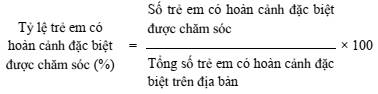 Tỷ lệ trẻ em có
hoàn cảnh đặc biệt
được chăm sóc (%)
=
Số trẻ em có hoàn cảnh đặc biệt
được chăm sóc
Tổng số trẻ em có hoàn cảnh đặc
biệt trên địa bàn
× 100